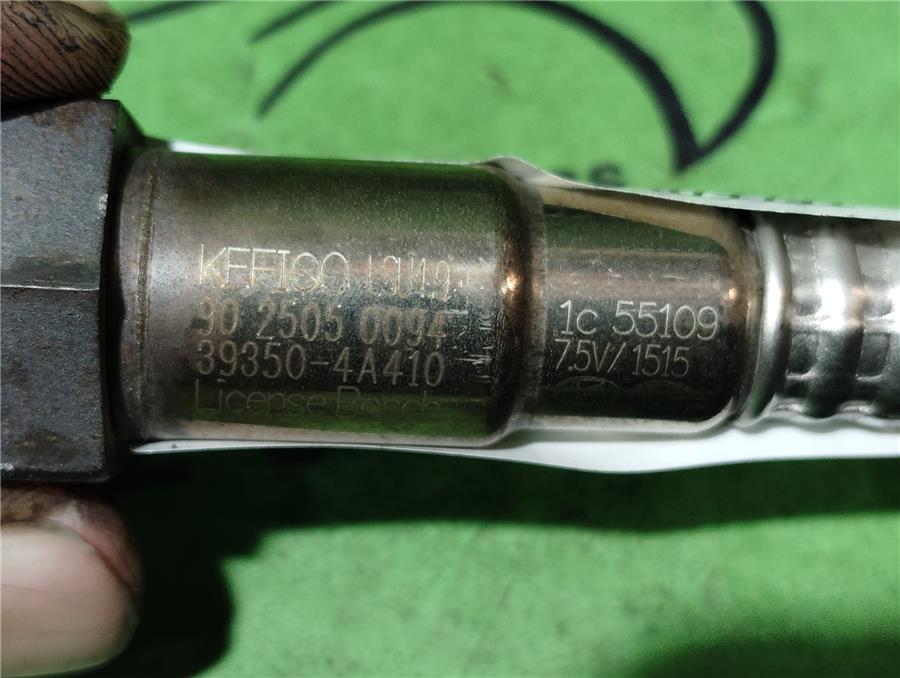 KEFICO
90 2505 0094
39350-4A410
License Bosch
1c 55109
7.5V/1515